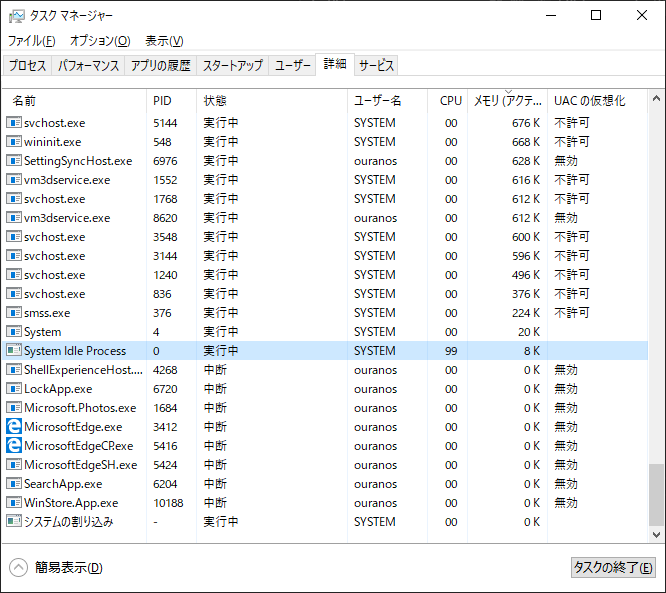 タスク マネージャー
ファイル(F) オプション(O) 表示(V)
プロセス パフォーマンス アプリの履歴 スタートアップ ユーザー 詳細 サービス
名前 PID 状態 ユーザー名 CPU メモリ (アクテ... UAC の仮想化
svchost.exe 5144 実行中 SYSTEM 00 676 K 不許可
wininit.exe 548 実行中 SYSTEM 00 668 K 不許可
SettingSyncHost.exe 6976 実行中 ouranos 00 628 K 無効
vm3dservice.exe 1552 実行中 SYSTEM 00 616 K 不許可
svchost.exe 1768 実行中 SYSTEM 00 612 K 不許可
vm3dservice.exe 8620 実行中 ouranos 00 612 K 無効
svchost.exe 3548 実行中 SYSTEM 00 600 K 不許可
svchost.exe 3144 実行中 SYSTEM 00 596 K 不許可
svchost.exe 1240 実行中 SYSTEM 00 496 K 不許可
svchost.exe 836 実行中 SYSTEM 00 376 K 不許可
smss.exe 376 実行中 SYSTEM 00 224 K 不許可
System 4 実行中 SYSTEM 00 20 K
System Idle Process 0 実行中 SYSTEM 99 8 K
ShellExperienceHost.... 4268 中断 ouranos 00 0 K 無効
LockApp.exe 6720 中断 ouranos 00 0 K 無効
Microsoft.Photos.exe 1684 中断 ouranos 00 0 K 無効
MicrosoftEdge.exe 3412 中断 ouranos 00 0 K 無効
MicrosoftEdgeCP.exe 5416 中断 ouranos 00 0 K 無効
MicrosoftEdgeSH.exe 5424 中断 ouranos 00 0 K 無効
SearchApp.exe 6204 中断 ouranos 00 0 K 無効
WinStore.App.exe 10188 中断 ouranos 00 0 K 無効
システムの割り込み - 実行中 SYSTEM 00 0 K
簡易表示(D) タスクの終了(E)